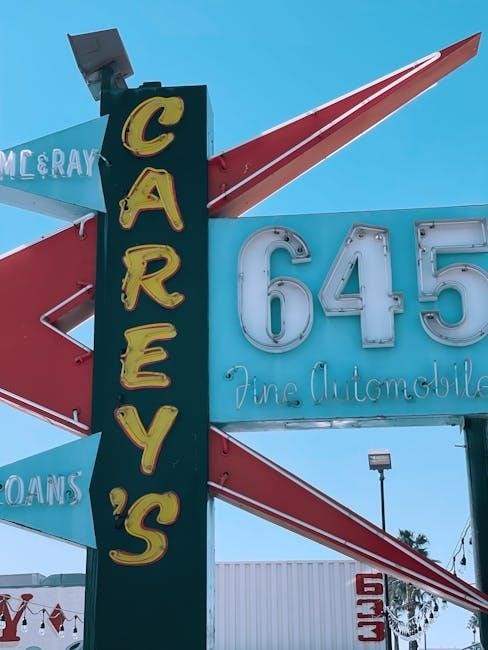 MC & RAY
CAREY'S
645
Fine Automobile
OANS
633
Y